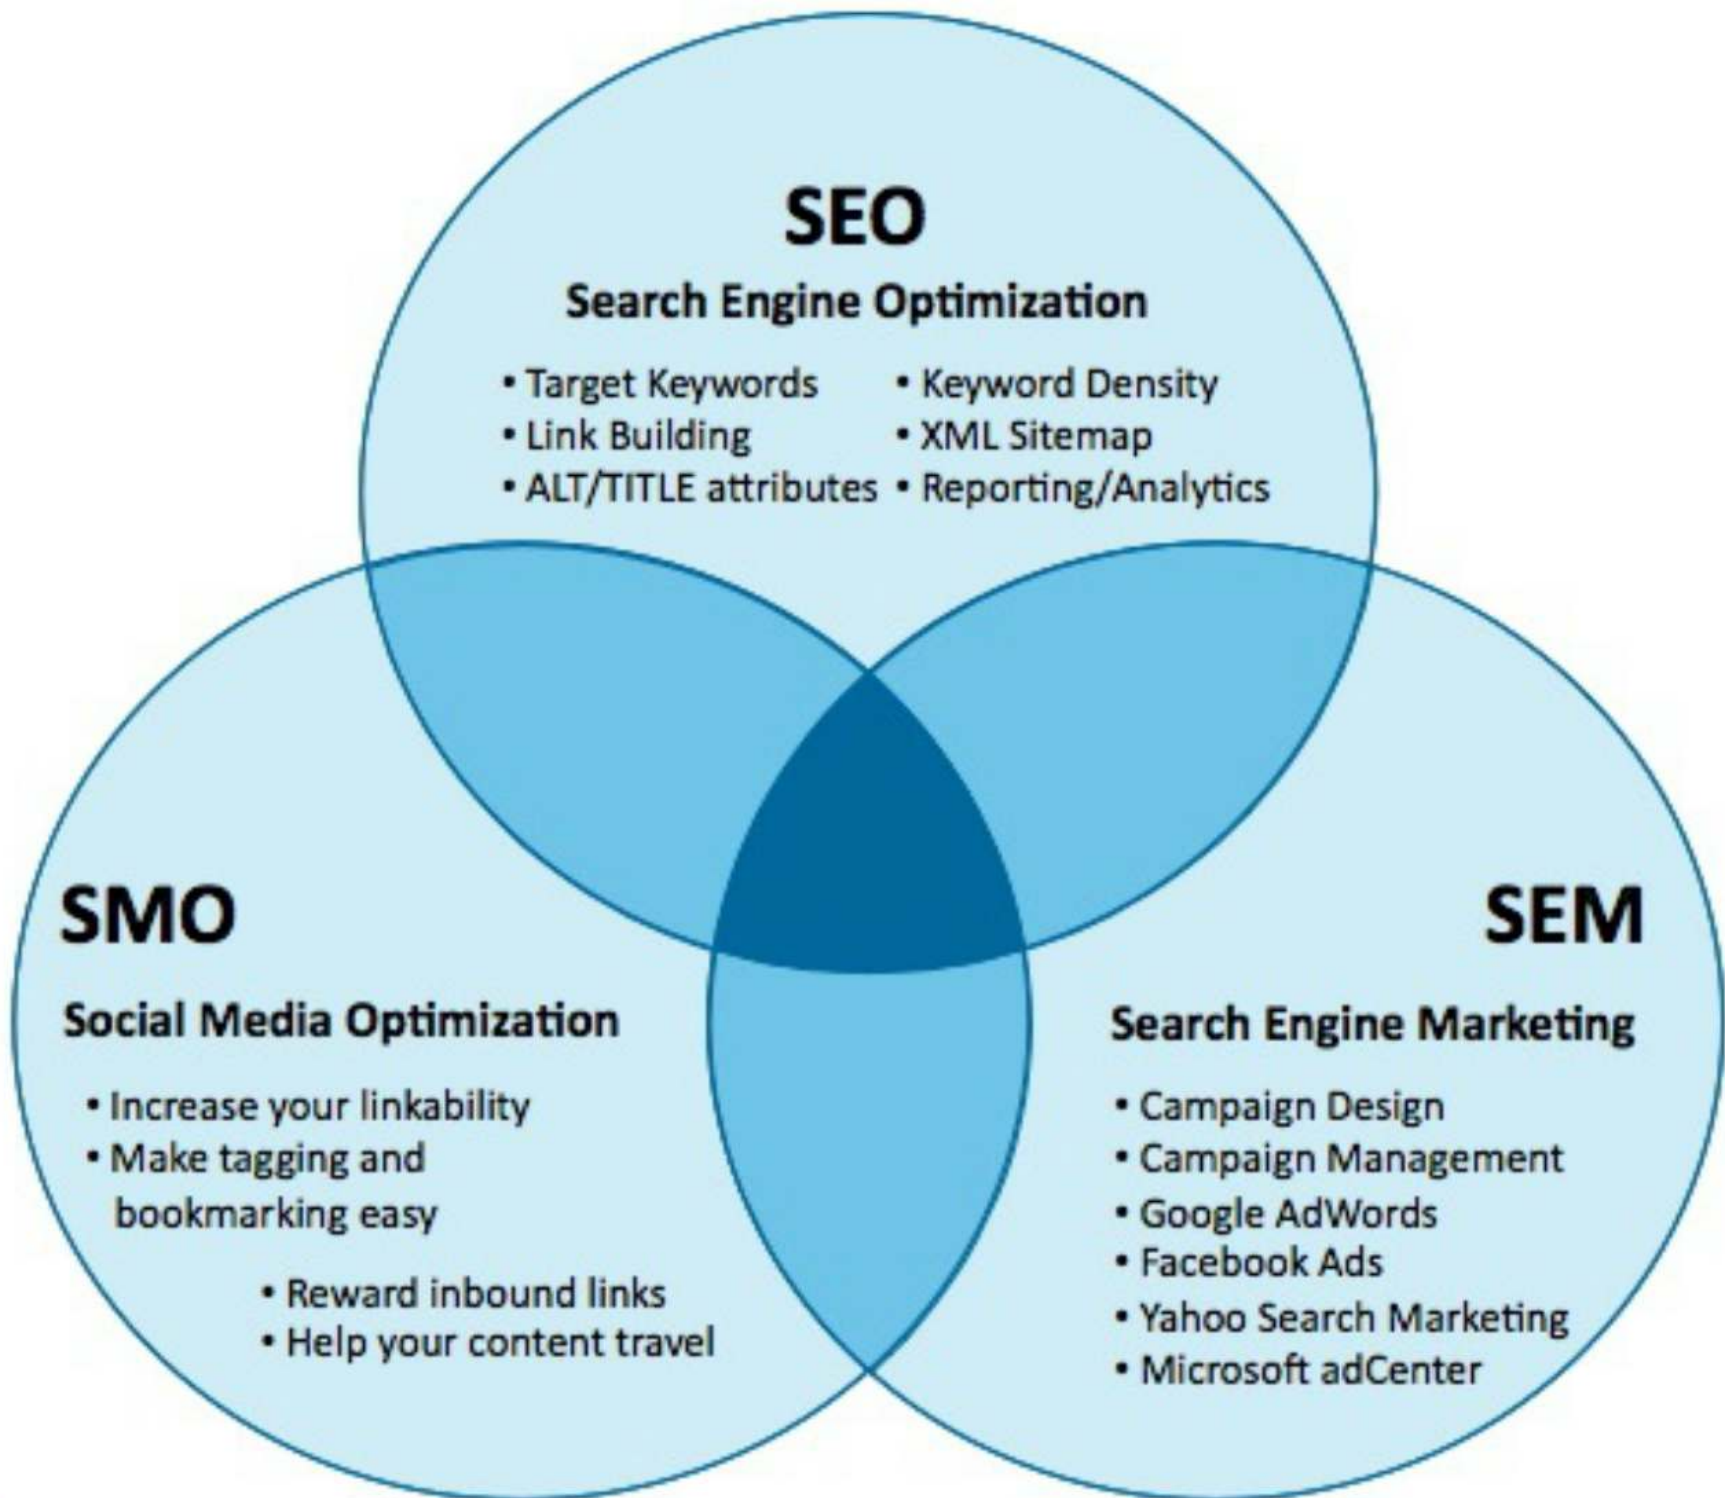 SEO
Search Engine Optimization
• Target Keywords • Keyword Density
• Link Building • XML Sitemap
• ALT/TITLE attributes • Reporting/Analytics
SMO
Social Media Optimization
• Increase your linkability
• Make tagging and
bookmarking easy
• Reward inbound links
• Help your content travel
SEM
Search Engine Marketing
• Campaign Design
• Campaign Management
• Google AdWords
• Facebook Ads
• Yahoo Search Marketing
• Microsoft adCenter